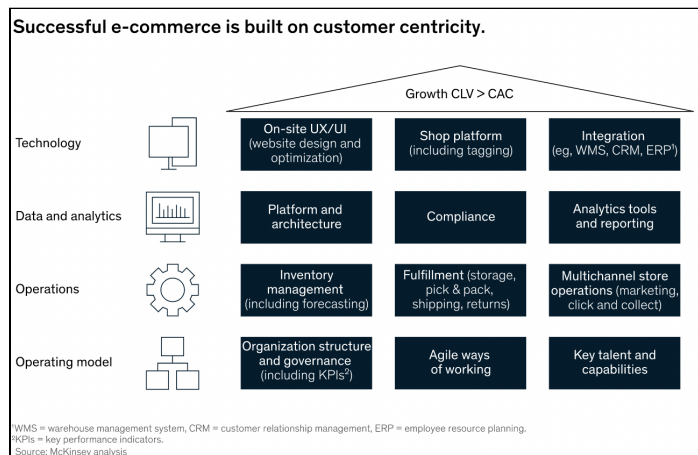 Successful e-commerce is built on customer centricity.
Growth CLV > CAC
Technology
On-site UX/UI
(website design and
optimization)
Shop platform
(including tagging)
Integration
(eg, WMS, CRM, ERP¹)
Data and analytics
Platform and
architecture
Compliance
Analytics tools
and reporting
Operations
Inventory
management
(including forecasting)
Fulfillment (storage,
pick & pack,
shipping, returns)
Multichannel store
operations (marketing,
click and collect)
Operating model
Organization structure
and governance
(including KPIs²)
Agile ways
of working
Key talent and
capabilities
¹WMS = warehouse management system, CRM = customer relationship management, ERP = employee resource planning.
²KPIs = key performance indicators.
Source: McKinsey analysis